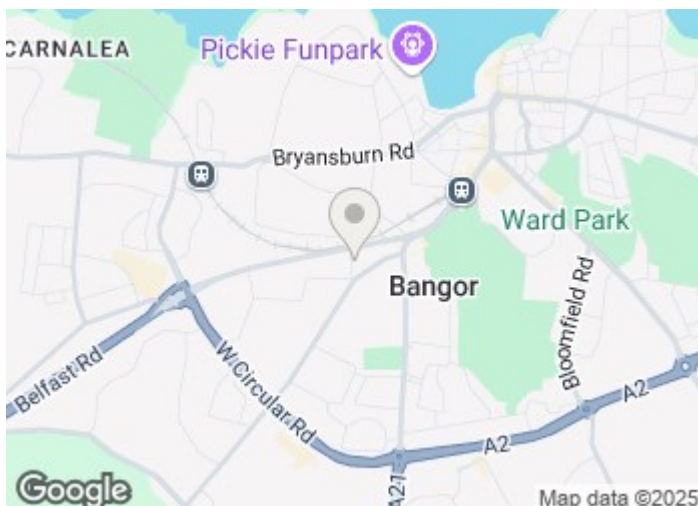 CARNALEA
Pickie Funpark
Bryansburn Rd
Ward Park
Bangor
Bloomfield Rd
Belfast Rd
W Circular Rd
A2
A2
A21
Google
Map data ©2025